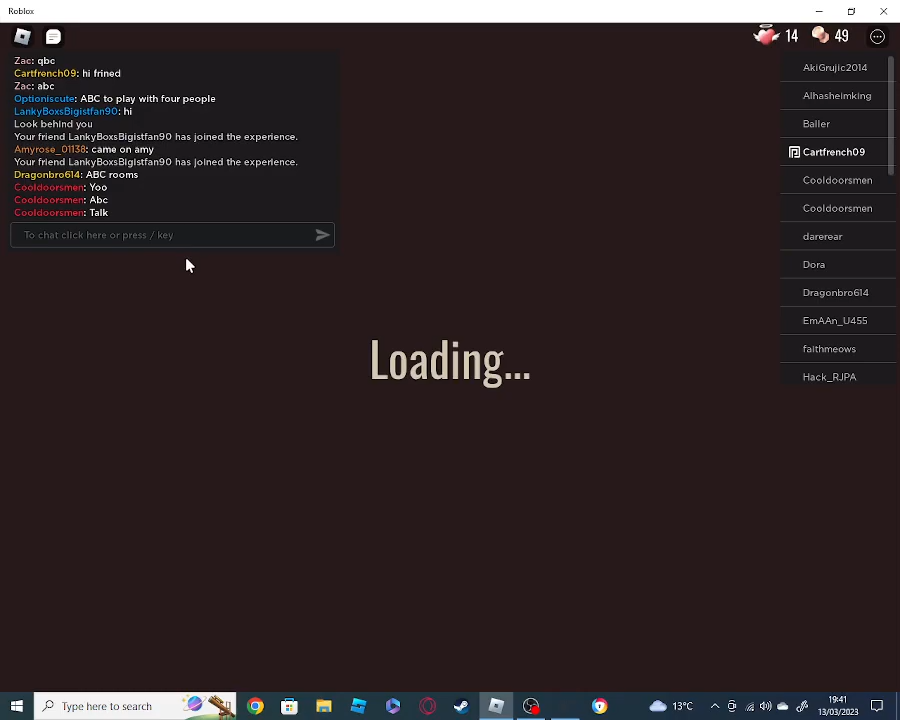 Roblox
14
49
Zac: qbc
Cartfrench09: hi frined
Zac: abc
Optioniscute: ABC to play with four people
LankyBoxsBigistfan90: hi
Look behind you
Your friend LankyBoxsBigistfan90 has joined the experience.
Amyrose_01138: came on amy
Your friend LankyBoxsBigistfan90 has joined the experience.
Dragonbro614: ABC rooms
Cooldoorsmen: Yoo
Cooldoorsmen: Abc
Cooldoorsmen: Talk
To chat click here or press / key
AkiGrujic2014
Alhasheimking
Baller
Cartfrench09
Cooldoorsmen
Cooldoorsmen
darerear
Dora
Dragonbro614
EmAAn_U455
faithmeows
Hack_RJPA
Loading...
Type here to search
13°C
19:41
13/03/2023